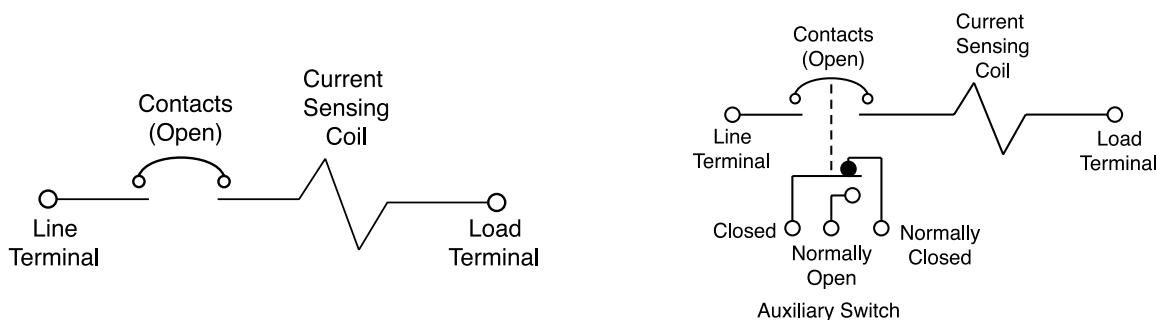 Contacts
(Open)
Current
Sensing
Coil
Line
Terminal
Load
Terminal
Contacts
(Open)
Current
Sensing
Coil
Line
Terminal
Load
Terminal
Closed
Normally
Open
Normally
Closed
Auxiliary Switch